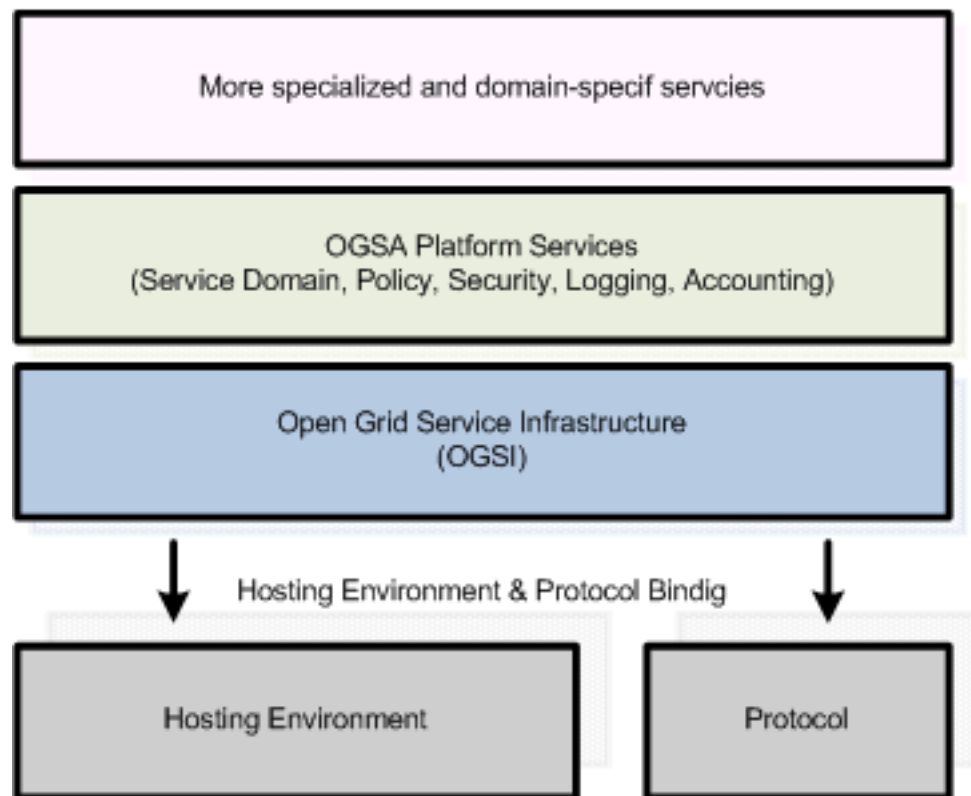 More specialized and domain-specif servcies
OGSA Platform Services
(Service Domain, Policy, Security, Logging, Accounting)
Open Grid Service Infrastructure
(OGSI)
Hosting Environment & Protocol Bindig
Hosting Environment
Protocol